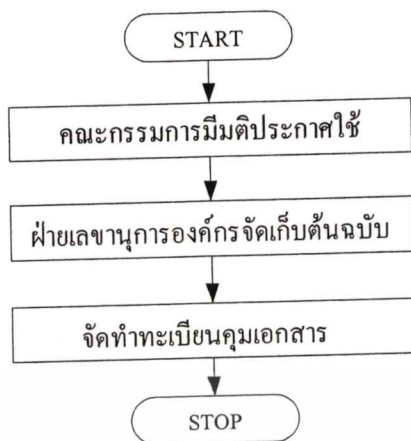 START
คณะกรรมการมีมติประกาศใช้
ฝ่ายเลขานุการองค์กรจัดเก็บต้นฉบับ
จัดทำทะเบียนคุมเอกสาร
STOP